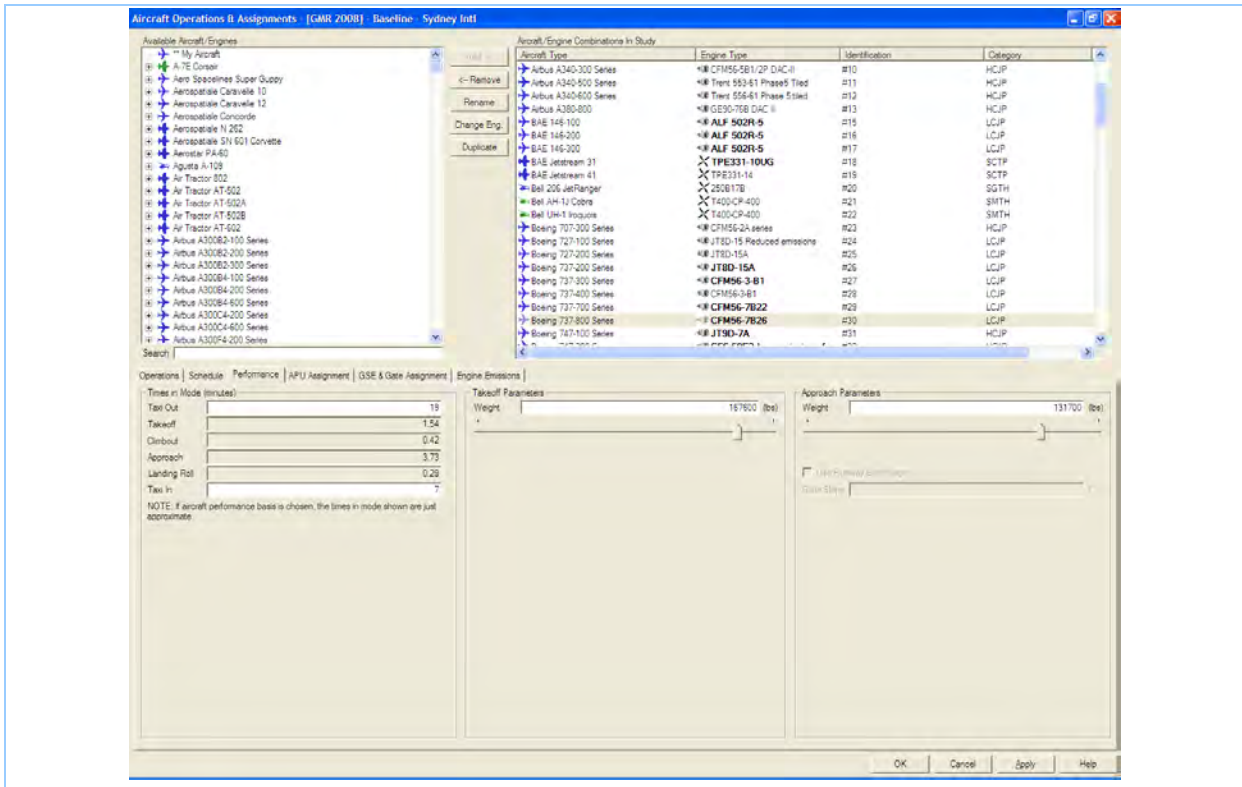 Aircraft Operations & Assignments - [GMR 2008] - Baseline - Sydney Intl
Available Aircraft/Engines
** My Aircraft
A-7E Corsair
Aero Spacelines Super Guppy
Aerospatiale Caravelle 10
Aerospatiale Caravelle 12
Aerospatiale Concorde
Aerospatiale N 262
Aerospatiale SN 601 Corvette
Aerostar PA-60
Agusta A-109
Air Tractor 802
Air Tractor AT-502
Air Tractor AT-502A
Air Tractor AT-502B
Air Tractor AT-602
Airbus A300B2-100 Series
Airbus A300B2-200 Series
Airbus A300B2-300 Series
Airbus A300B4-100 Series
Airbus A300B4-200 Series
Airbus A300B4-600 Series
Airbus A300C4-200 Series
Airbus A300C4-600 Series
Airbus A300F4-200 Series
Search
<- Remove
Rename
Change Eng.
Duplicate
Aircraft/Engine Combinations In Study
Aircraft Type Engine Type Identification Category
Airbus A340-300 Series CFM56-5B1/2P DAC-II #10 HCJP
Airbus A340-500 Series Trent 553-61 Phase5 Tiled #11 HCJP
Airbus A340-600 Series Trent 556-61 Phase 5 tiled #12 HCJP
Airbus A380-800 GE90-76B DAC II #13 HCJP
BAE 146-100 ALF 502R-5 #15 LCJP
BAE 146-200 ALF 502R-5 #16 LCJP
BAE 146-300 ALF 502R-5 #17 LCJP
BAE Jetstream 31 TPE331-10UG #18 SCTP
BAE Jetstream 41 TPE331-14 #19 SCTP
Bell 206 JetRanger 250B17B #20 SGTH
Bell AH-1J Cobra T400-CP-400 #21 SMTH
Bell UH-1 Iroquois T400-CP-400 #22 SMTH
Boeing 707-300 Series CFM56-2A series #23 HCJP
Boeing 727-100 Series JT8D-15 Reduced emissions #24 LCJP
Boeing 727-200 Series JT8D-15A #25 LCJP
Boeing 737-200 Series JT8D-15A #26 LCJP
Boeing 737-300 Series CFM56-3-B1 #27 LCJP
Boeing 737-400 Series CFM56-3-B1 #28 LCJP
Boeing 737-700 Series CFM56-7B22 #29 LCJP
Boeing 737-800 Series CFM56-7B26 #30 LCJP
Boeing 747-100 Series JT9D-7A #31 HCJP
Operations Schedule Performance APU Assignment GSE & Gate Assignment Engine Emissions
Times in Mode (minutes)
Taxi Out 19
Takeoff 1.54
Climbout 0.42
Approach 3.73
Landing Roll 0.28
Taxi In 7
NOTE: If aircraft performance basis is chosen, the times in mode shown are just
approximate.
Takeoff Parameters
Weight 167600 (lbs)
Approach Parameters
Weight 131700 (lbs)
OK Cancel Apply Help